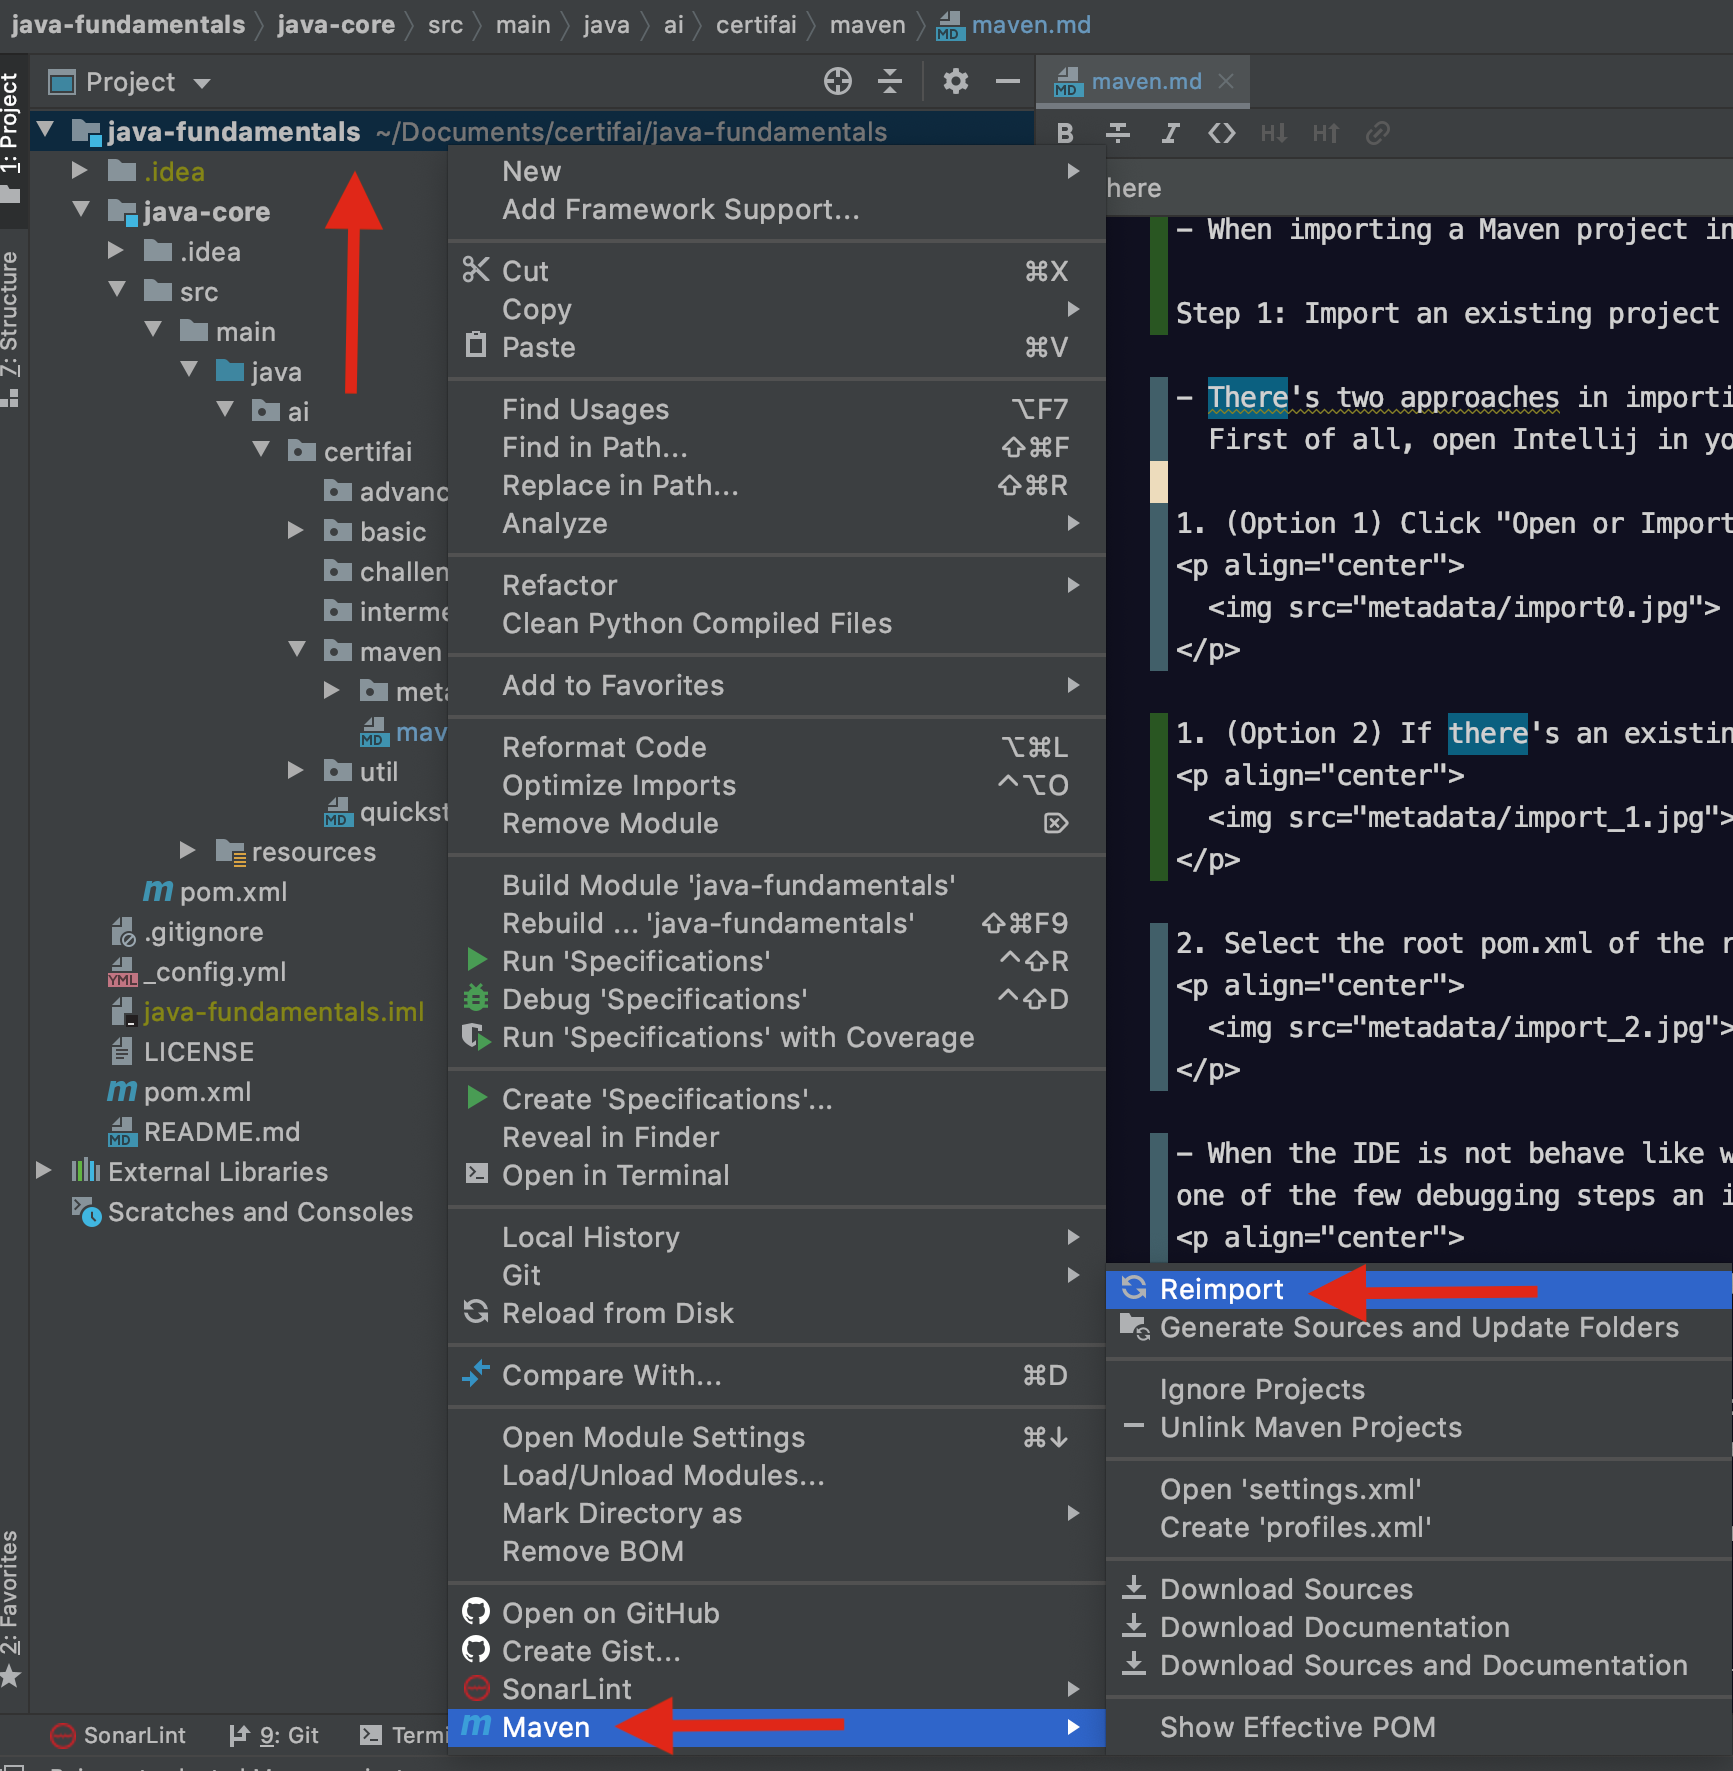 java-fundamentals java-core src main java ai certifai maven maven.md
Project
maven.md
1: Project
7: Structure
2: Favorites
java-fundamentals ~/Documents/certifai/java-fundamentals
.idea
java-core
.idea
src
main
java
ai
certifai
advanc
basic
challen
interme
maven
meta
mav
util
quickst
resources
pom.xml
.gitignore
_config.yml
java-fundamentals.iml
LICENSE
pom.xml
README.md
External Libraries
Scratches and Consoles
New
Add Framework Support...
Cut ⌘X
Copy
Paste ⌘V
Find Usages ⌥F7
Find in Path... ⇧⌘F
Replace in Path... ⇧⌘R
Analyze
Refactor
Clean Python Compiled Files
Add to Favorites
Reformat Code ⌥⌘L
Optimize Imports ^⌥O
Remove Module ⌦
Build Module 'java-fundamentals'
Rebuild ... 'java-fundamentals' ⇧⌘F9
Run 'Specifications' ^⇧R
Debug 'Specifications' ^⇧D
Run 'Specifications' with Coverage
Create 'Specifications'...
Reveal in Finder
Open in Terminal
Local History
Git
Reload from Disk
Compare With... ⌘D
Open Module Settings ⌘↓
Load/Unload Modules...
Mark Directory as
Remove BOM
Open on GitHub
Create Gist...
SonarLint
Maven
B I <> H↓ H↑
here
- When importing a Maven project in
Step 1: Import an existing project
- There's two approaches in importi
First of all, open Intellij in yo
1. (Option 1) Click "Open or Import
<p align="center">
<img src="metadata/import0.jpg">
</p>
1. (Option 2) If there's an existin
<p align="center">
<img src="metadata/import_1.jpg">
</p>
2. Select the root pom.xml of the r
<p align="center">
<img src="metadata/import_2.jpg">
</p>
- When the IDE is not behave like w
one of the few debugging steps an i
<p align="center">
Reimport
Generate Sources and Update Folders
Ignore Projects
Unlink Maven Projects
Open 'settings.xml'
Create 'profiles.xml'
Download Sources
Download Documentation
Download Sources and Documentation
Show Effective POM
SonarLint 9: Git Termi